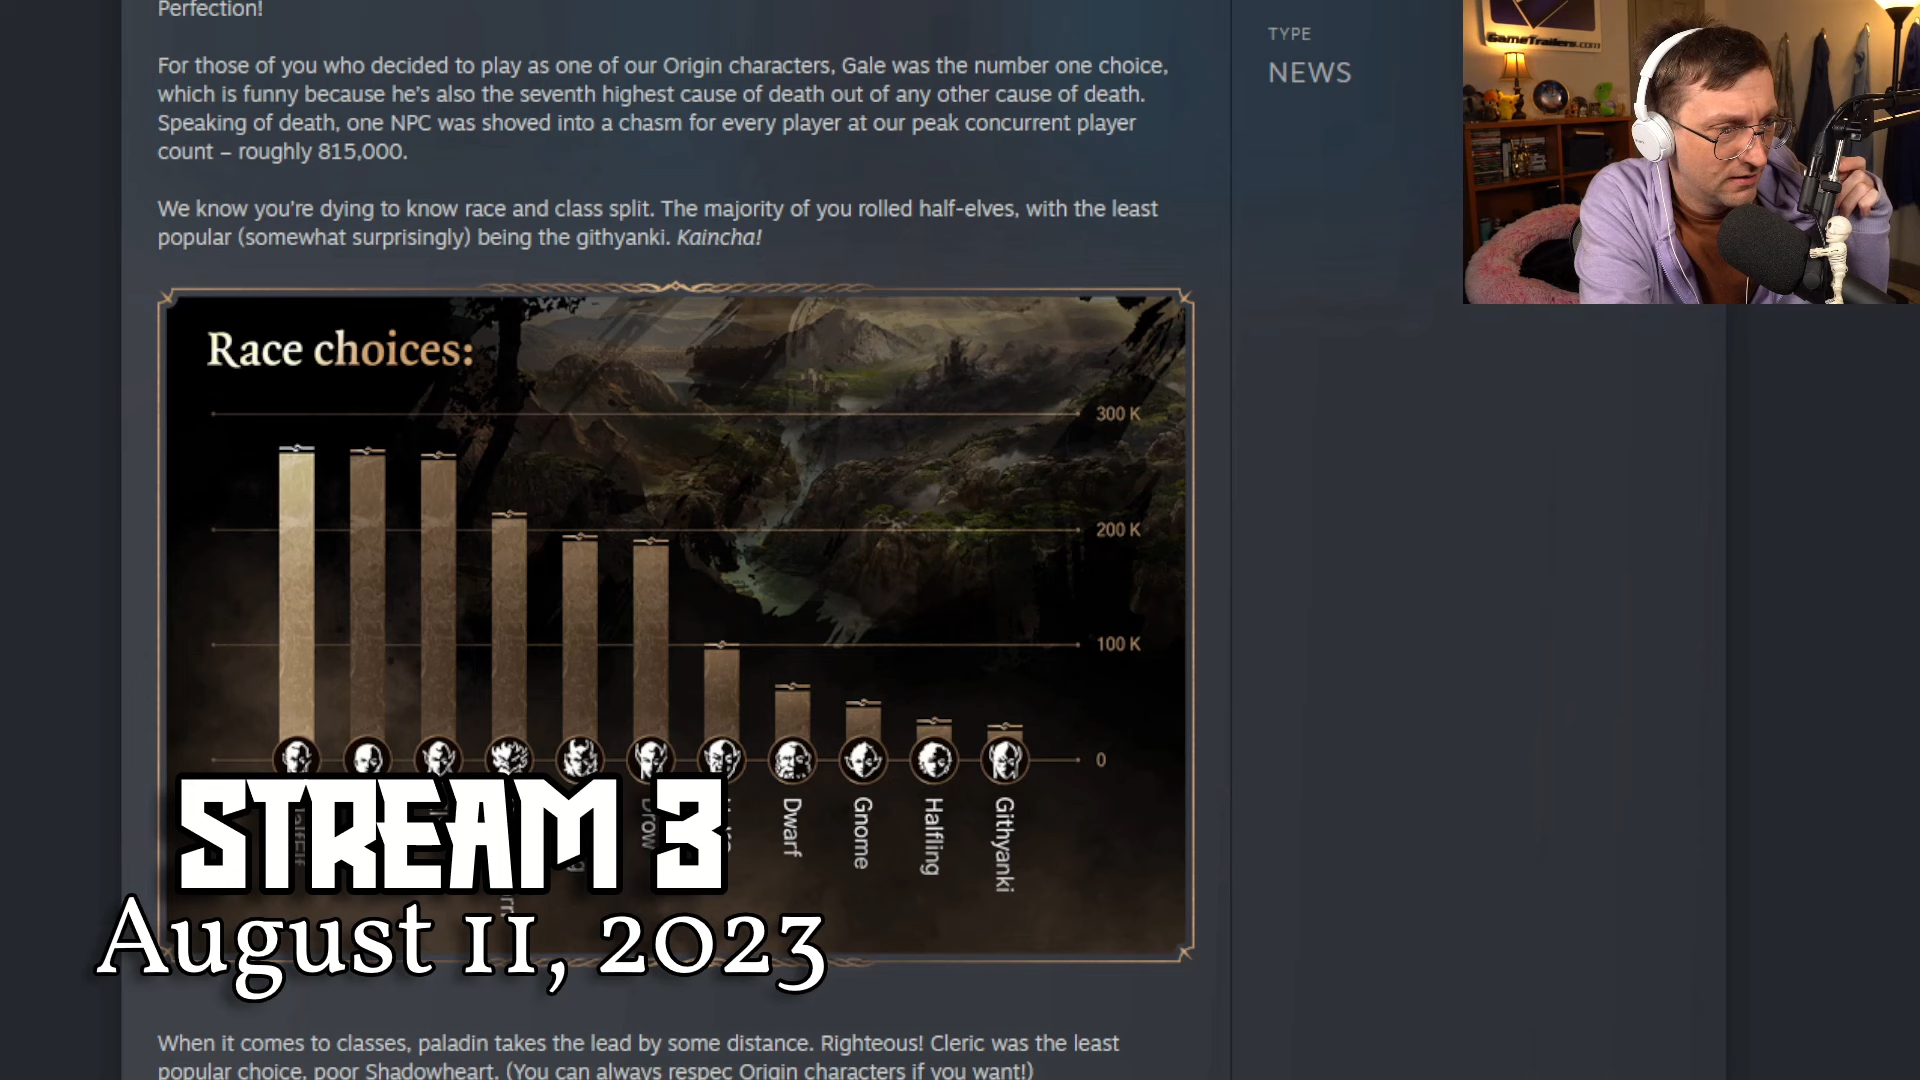 Perfection!
For those of you who decided to play as one of our Origin characters, Gale was the number one choice,
which is funny because he's also the seventh highest cause of death out of any other cause of death.
Speaking of death, one NPC was shoved into a chasm for every player at our peak concurrent player
count – roughly 815,000.
We know you're dying to know race and class split. The majority of you rolled half-elves, with the least
popular (somewhat surprisingly) being the githyanki. Kaincha!
TYPE
NEWS
GameTrailers.com
Race choices:
300 K
200 K
100 K
0
Drow
Dwarf
Gnome
Halfling
Githyanki
STREAM 3
August 11, 2023
When it comes to classes, paladin takes the lead by some distance. Righteous! Cleric was the least
popular choice, poor Shadowheart. (You can always respec Origin characters if you want!)